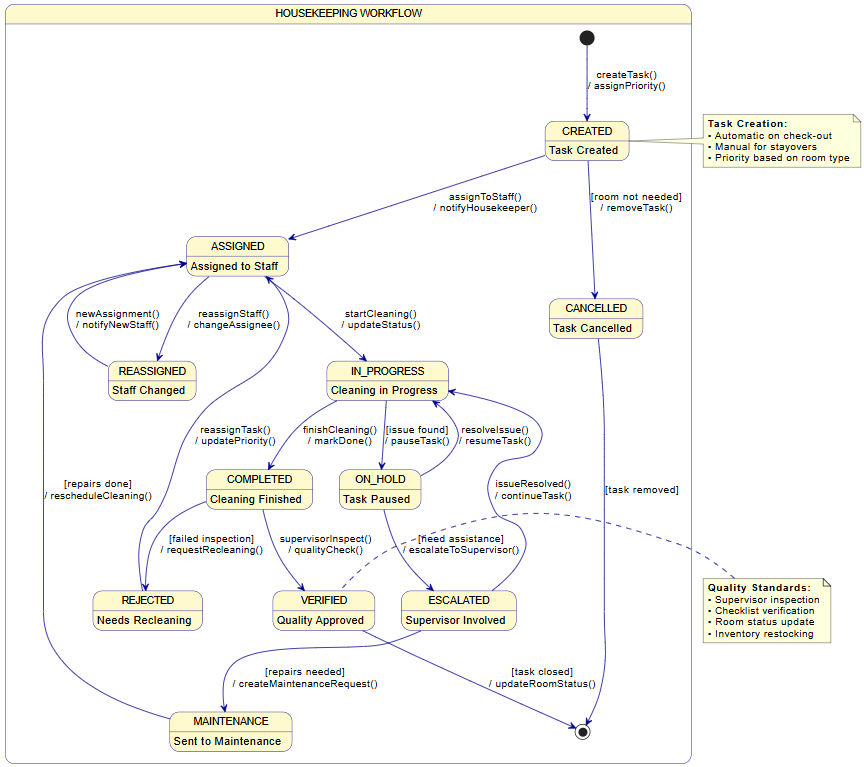 HOUSEKEEPING WORKFLOW
createTask()
/ assignPriority()
CREATED
Task Created
Task Creation:
• Automatic on check-out
• Manual for stayovers
• Priority based on room type
assignToStaff()
/ notifyHousekeeper()
[room not needed]
/ removeTask()
ASSIGNED
Assigned to Staff
newAssignment()
/ notifyNewStaff()
reassignStaff()
/ changeAssignee()
startCleaning()
/ updateStatus()
CANCELLED
Task Cancelled
REASSIGNED
Staff Changed
IN_PROGRESS
Cleaning in Progress
reassignTask()
/ updatePriority()
finishCleaning()
/ markDone()
[issue found]
/ pauseTask()
resolveIssue()
/ resumeTask()
[repairs done]
/ rescheduleCleaning()
COMPLETED
Cleaning Finished
ON_HOLD
Task Paused
issueResolved()
/ continueTask()
[task removed]
[failed inspection]
/ requestRecleaning()
supervisorInspect()
/ qualityCheck()
[need assistance]
/ escalateToSupervisor()
REJECTED
Needs Recleaning
VERIFIED
Quality Approved
ESCALATED
Supervisor Involved
Quality Standards:
• Supervisor inspection
• Checklist verification
• Room status update
• Inventory restocking
[repairs needed]
/ createMaintenanceRequest()
[task closed]
/ updateRoomStatus()
MAINTENANCE
Sent to Maintenance